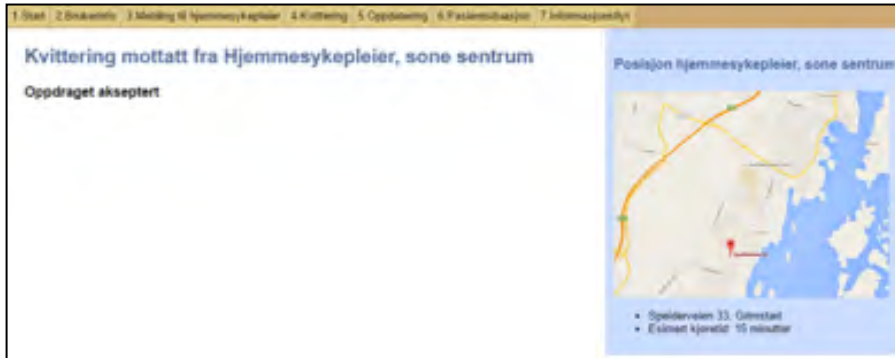 1.Start 2.Brukerinfo 3.Melding til hjemmesykepleier 4.Kvittering 5.Oppdatering 6.Pasientsituasjon 7.Informasjonsflyt
Kvittering mottatt fra Hjemmesykepleier, sone sentrum
Oppdraget akseptert
Posisjon hjemmesykepleier, sone sentrum
Speiderveien 33, Grimstad
kjøretid: 15 minutter